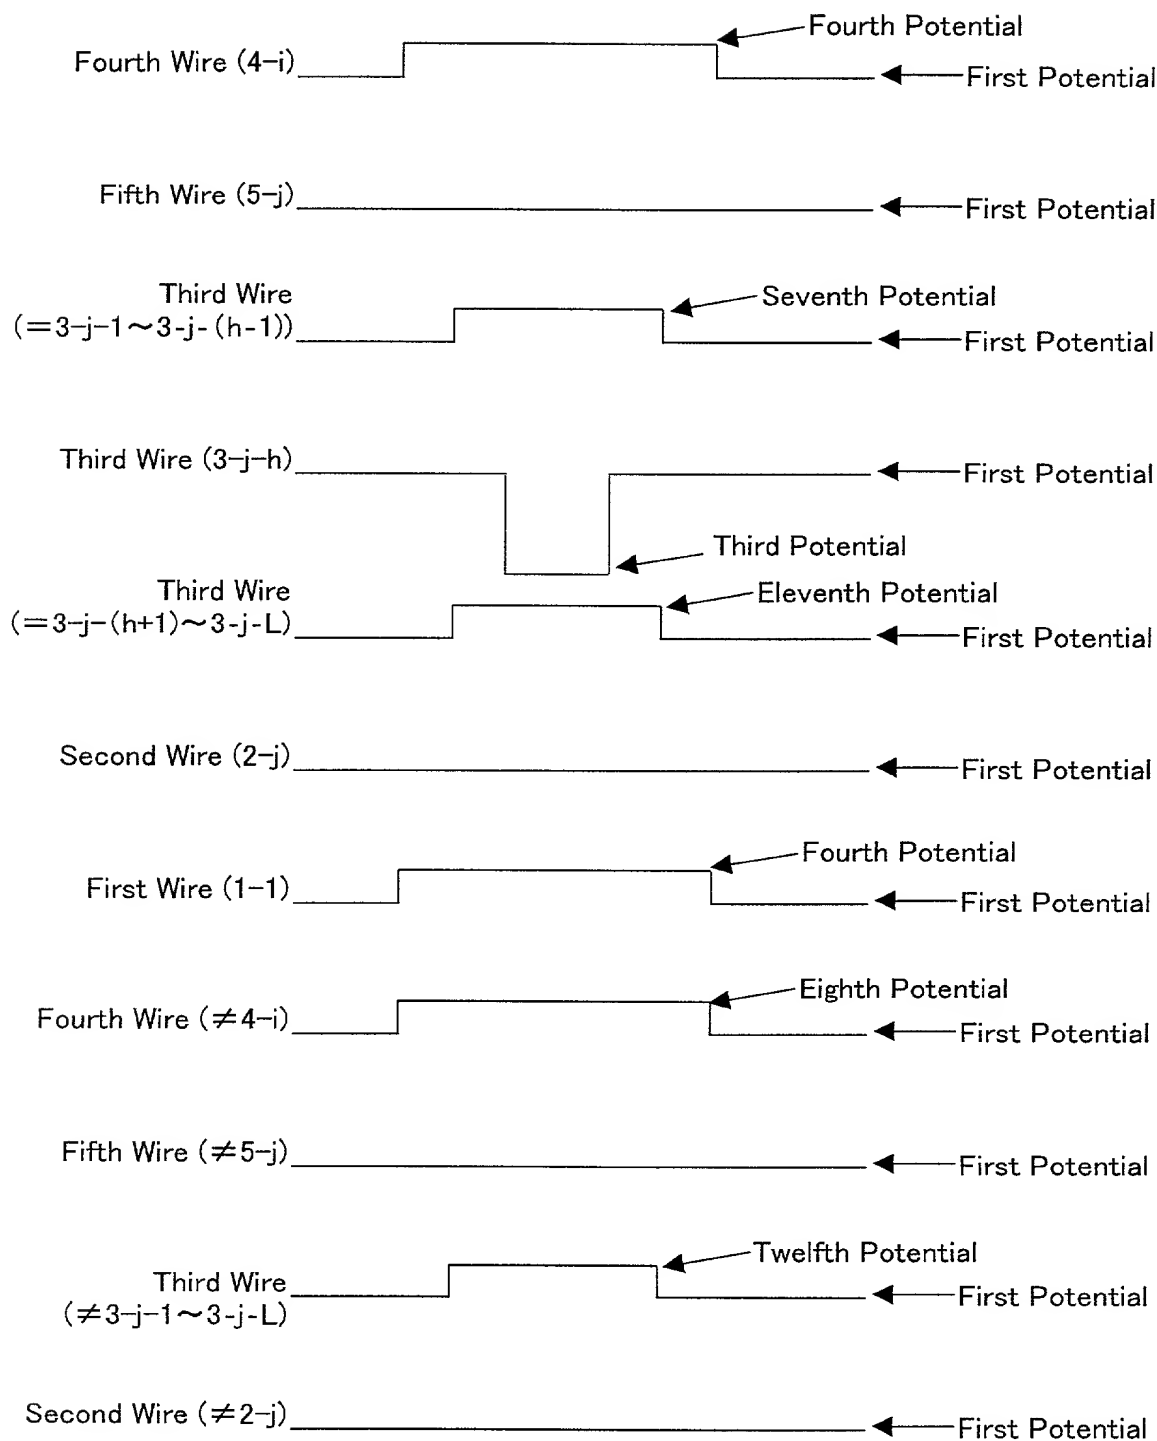 Fourth Potential
Fourth Wire (4-i)
First Potential
Fifth Wire (5-j)
First Potential
Third Wire
(=3-j-1~3-j-(h-1))
Seventh Potential
First Potential
Third Wire (3-j-h)
First Potential
Third Potential
Third Wire
(=3-j-(h+1)~3-j-L)
Eleventh Potential
First Potential
Second Wire (2-j)
First Potential
Fourth Potential
First Wire (1-1)
First Potential
Eighth Potential
Fourth Wire (≠4-i)
First Potential
Fifth Wire (≠5-j)
First Potential
Twelfth Potential
Third Wire
(≠3-j-1~3-j-L)
First Potential
Second Wire (≠2-j)
First Potential